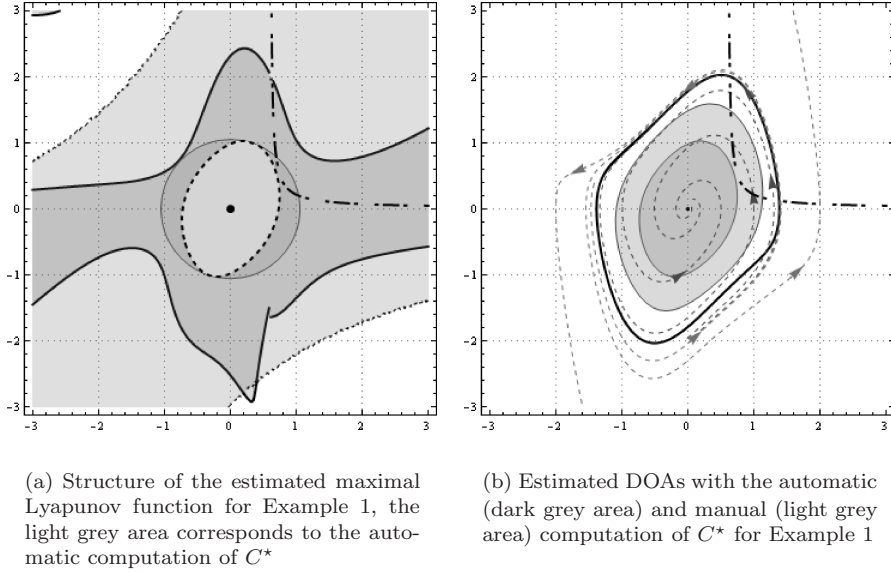 3
2
1
0
-1
-2
-3
-3 -2 -1 0 1 2 3
3
2
1
0
-1
-2
-3
-3 -2 -1 0 1 2 3
(a) Structure of the estimated maximal
Lyapunov function for Example 1, the
light grey area corresponds to the auto-
matic computation of C⋆
(b) Estimated DOAs with the automatic
(dark grey area) and manual (light grey
area) computation of C⋆ for Example 1